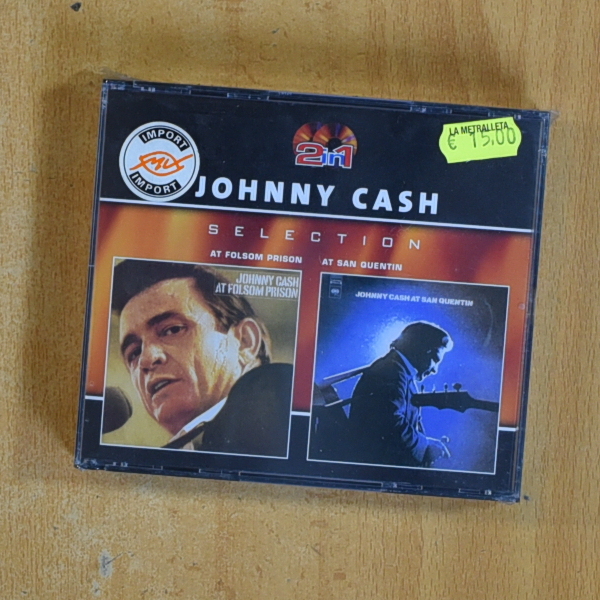 IMPORT
IMPORT
2in1
LA METRALLETA
€ 15,00
JOHNNY CASH
SELECTION
AT FOLSOM PRISON
AT SAN QUENTIN
JOHNNY CASH
AT FOLSOM PRISON
JOHNNY CASH AT SAN QUENTIN